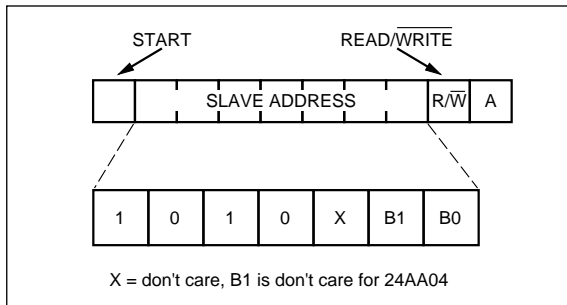 START READ/WRITE
SLAVE ADDRESS R/W A
1 0 1 0 X B1 B0
X = don't care, B1 is don't care for 24AA04